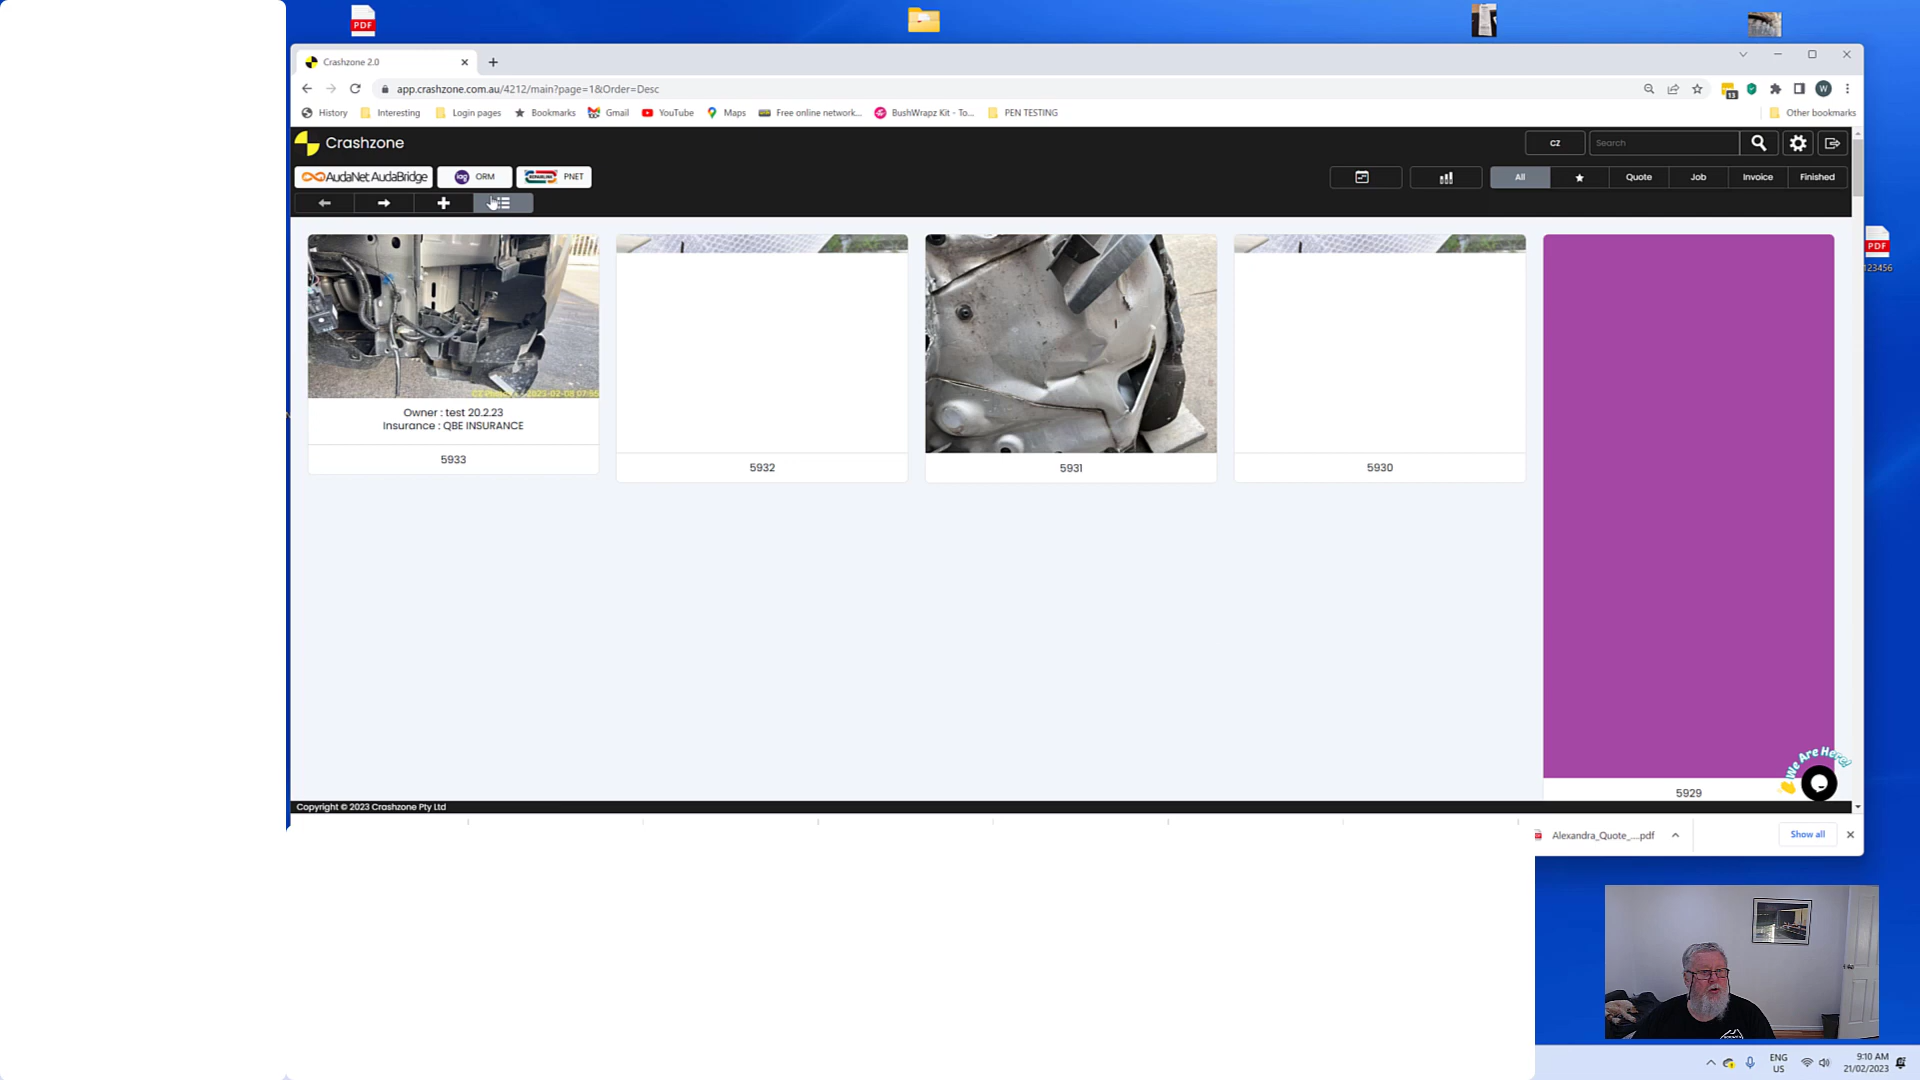 PDF
Crashzone 2.0
app.crashzone.com.au/4212/main?page=1&Order=Desc
13
W
History
Interesting
Login pages
Bookmarks
Gmail
YouTube
Maps
Free online network...
BushWrapz Kit - To...
PEN TESTING
Other bookmarks
Crashzone
CZ
Search
AudaNet AudaBridge
iag ORM
PNET
All
Quote
Job
Invoice
Finished
PDF
123456
Owner : test 20.2.23
Insurance : QBE INSURANCE
5933
5932
5931
5930
5929
We Are Here!
Copyright © 2023 Crashzone Pty Ltd
Alexandra_Quote_....pdf
Show all
ENG
US
9:10 AM
21/02/2023